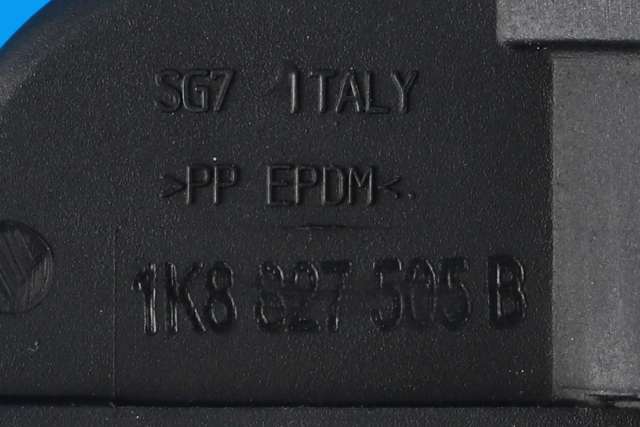 SG7 ITALY
>PP EPDM<
1K8 827 505 B